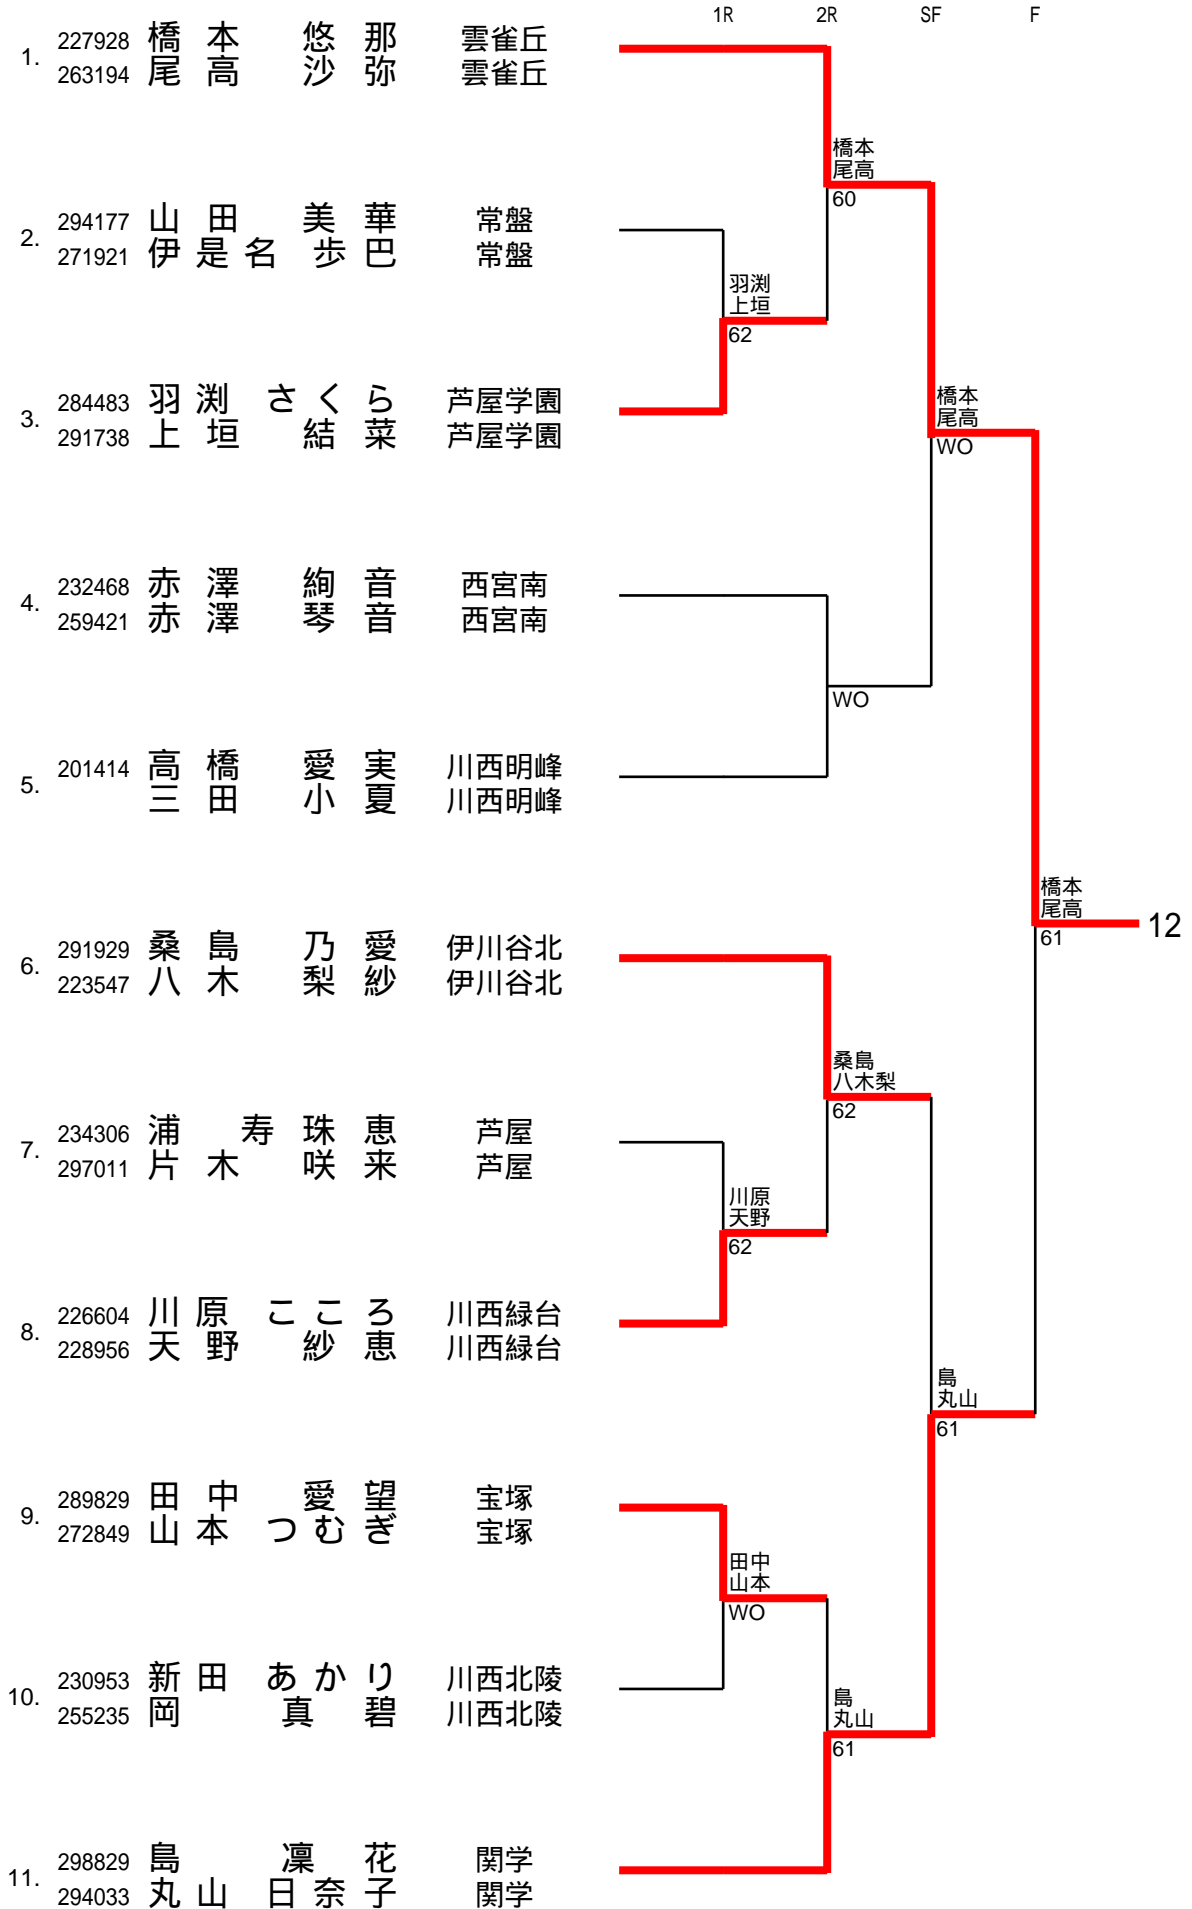 1R 2R SF F
1. 227928 橋本 悠那 雲雀丘
263194 尾高 沙弥 雲雀丘
橋本
尾高
60
2. 294177 山田 美華 常盤
271921 伊是名 歩巴 常盤
羽渕
上垣
62
3. 284483 羽渕 さくら 芦屋学園
291738 上垣 結菜 芦屋学園
橋本
尾高
WO
4. 232468 赤澤 絢音 西宮南
259421 赤澤 琴音 西宮南
WO
5. 201414 高橋 愛実 川西明峰
三田 小夏 川西明峰
橋本
尾高
61
12
6. 291929 桑島 乃愛 伊川谷北
223547 八木 梨紗 伊川谷北
桑島
八木梨
62
7. 234306 浦 寿珠恵 芦屋
297011 片木 咲来 芦屋
川原
天野
62
8. 226604 川原 こころ 川西緑台
228956 天野 紗恵 川西緑台
島
丸山
61
9. 289829 田中 愛望 宝塚
272849 山本 つむぎ 宝塚
田中
山本
WO
10. 230953 新田 あかり 川西北陵
255235 岡 真碧 川西北陵
島
丸山
61
11. 298829 島 凜花 関学
294033 丸山 日奈子 関学